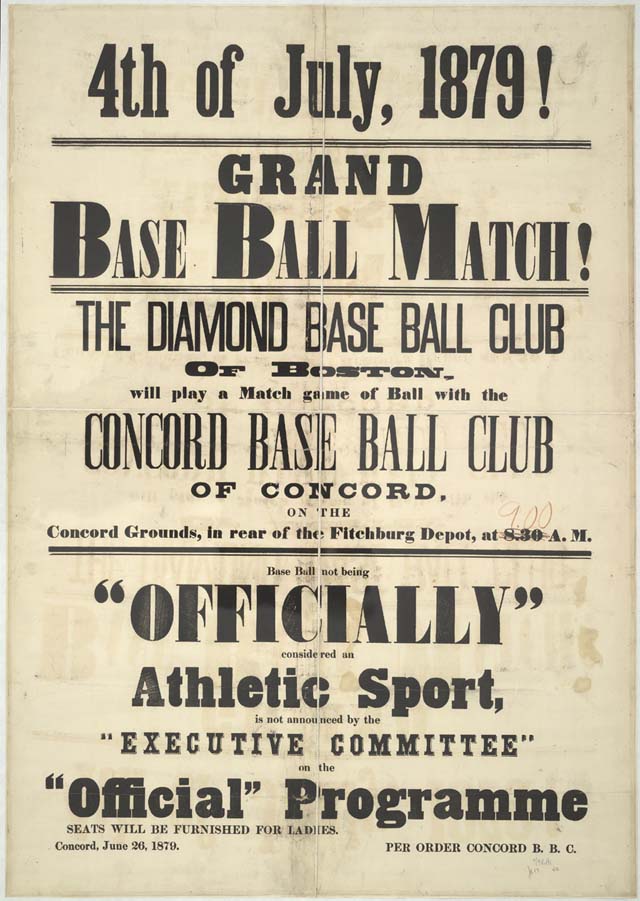 4th of July, 1879!
GRAND
BASE BALL MATCH!
THE DIAMOND BASE BALL CLUB
OF BOSTON,
will play a Match game of Ball with the
CONCORD BASE BALL CLUB
OF CONCORD,
ON THE
9.00
Concord Grounds, in rear of the Fitchburg Depot, at 8.30 A. M.
Base Ball not being
"OFFICIALLY"
considered an
Athletic Sport,
is not announced by the
"EXECUTIVE COMMITTEE"
on the
"Official" Programme
SEATS WILL BE FURNISHED FOR LADIES.
Concord, June 26, 1879. PER ORDER CONCORD B. B. C.